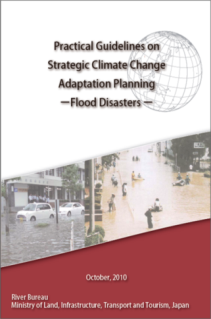 Practical Guidelines on
Strategic Climate Change
Adaptation Planning
－Flood Disasters－
October, 2010
River Bureau
Ministry of Land, Infrastructure, Transport and Tourism, Japan